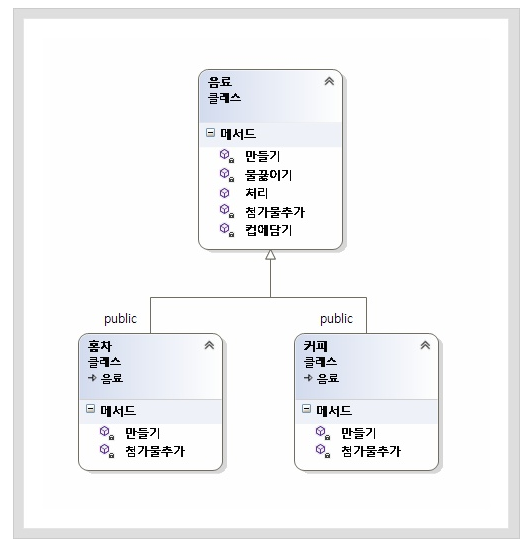 음료
클래스
메서드
만들기
물끓이기
처리
첨가물추가
컵에담기
public
public
홍차
클래스
음료
메서드
만들기
첨가물추가
커피
클래스
음료
메서드
만들기
첨가물추가